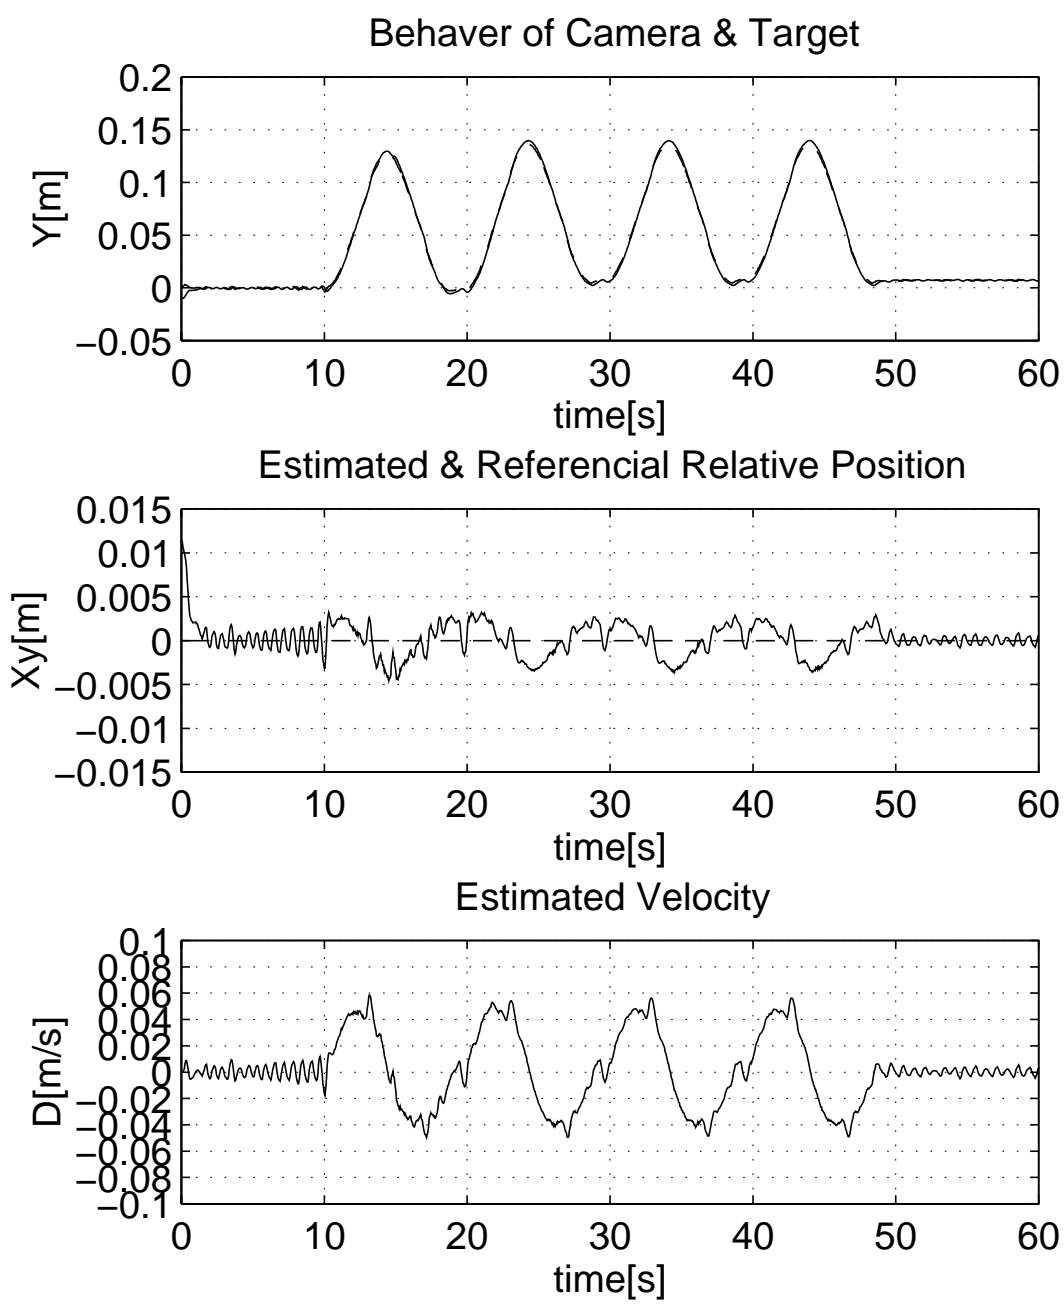 Behaver of Camera & Target
0.2
0.15
0.1
0.05
0
−0.05
Y[m]
0 10 20 30 40 50 60
time[s]
Estimated & Referencial Relative Position
0.015
0.01
0.005
0
−0.005
−0.01
−0.015
Xy[m]
0 10 20 30 40 50 60
time[s]
Estimated Velocity
0.1
0.08
0.06
0.04
0.02
0
−0.02
−0.04
−0.06
−0.08
−0.1
D[m/s]
0 10 20 30 40 50 60
time[s]